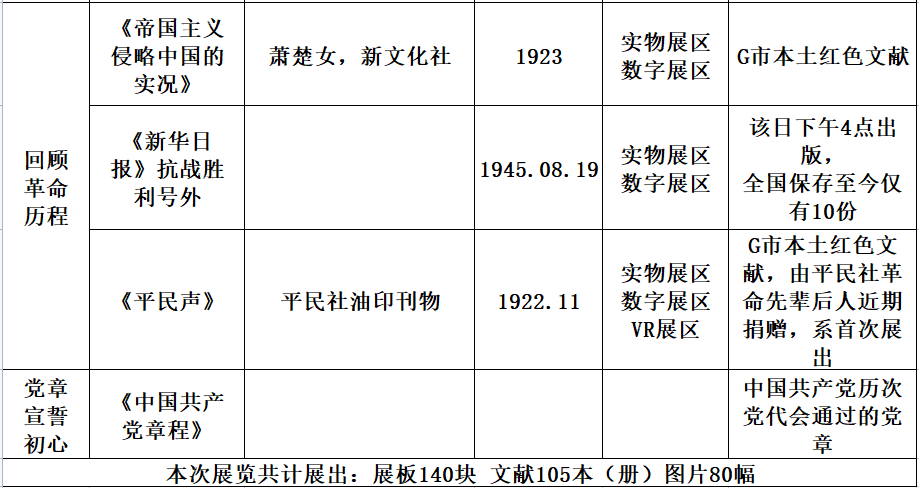 回顾
革命
历程
《帝国主义
侵略中国的
实况》
萧楚女，新文化社
1923
实物展区
数字展区
G市本土红色文献
《新华日
报》抗战胜
利号外
1945.08.19
实物展区
数字展区
该日下午4点出
版，
全国保存至今仅
有10份
《平民声》
平民社油印刊物
1922.11
实物展区
数字展区
VR展区
G市本土红色文
献，由平民社革
命先辈后人近期
捐赠，系首次展
出
党章
宣誓
初心
《中国共产
党章程》
中国共产党历次
党代会通过的党
章
本次展览共计展出：展板140块 文献105本（册）图片80幅